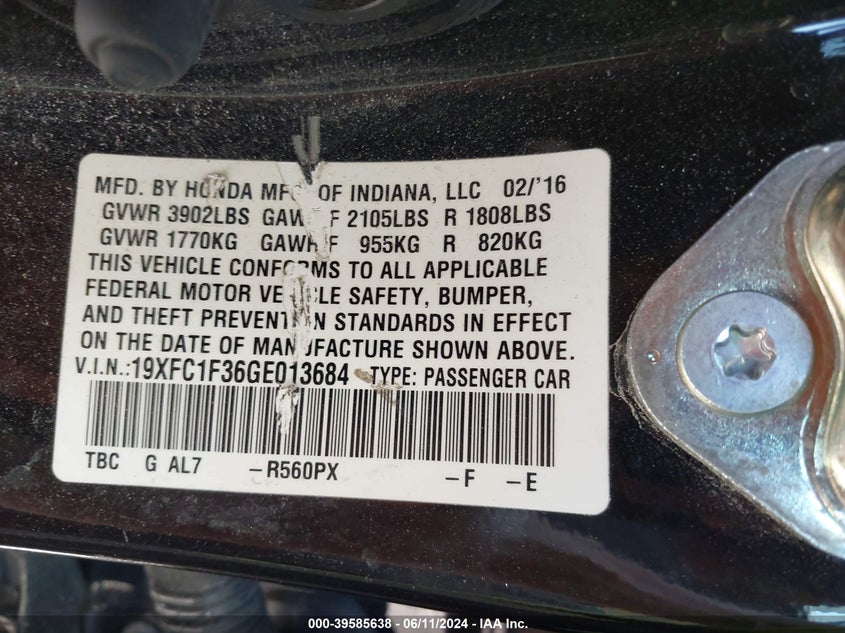 MFD. BY HONDA MFG OF INDIANA, LLC 02/'16
GVWR 3902LBS GAWR F 2105LBS R 1808LBS
GVWR 1770KG GAWR F 955KG R 820KG
THIS VEHICLE CONFORMS TO ALL APPLICABLE
FEDERAL MOTOR VEHICLE SAFETY, BUMPER,
AND THEFT PREVENTION STANDARDS IN EFFECT
ON THE DATE OF MANUFACTURE SHOWN ABOVE.
V.I.N.:19XFC1F36GE013684 TYPE: PASSENGER CAR
TBC G AL7 -R560PX -F -E
000-39585638 - 06/11/2024 - IAA Inc.